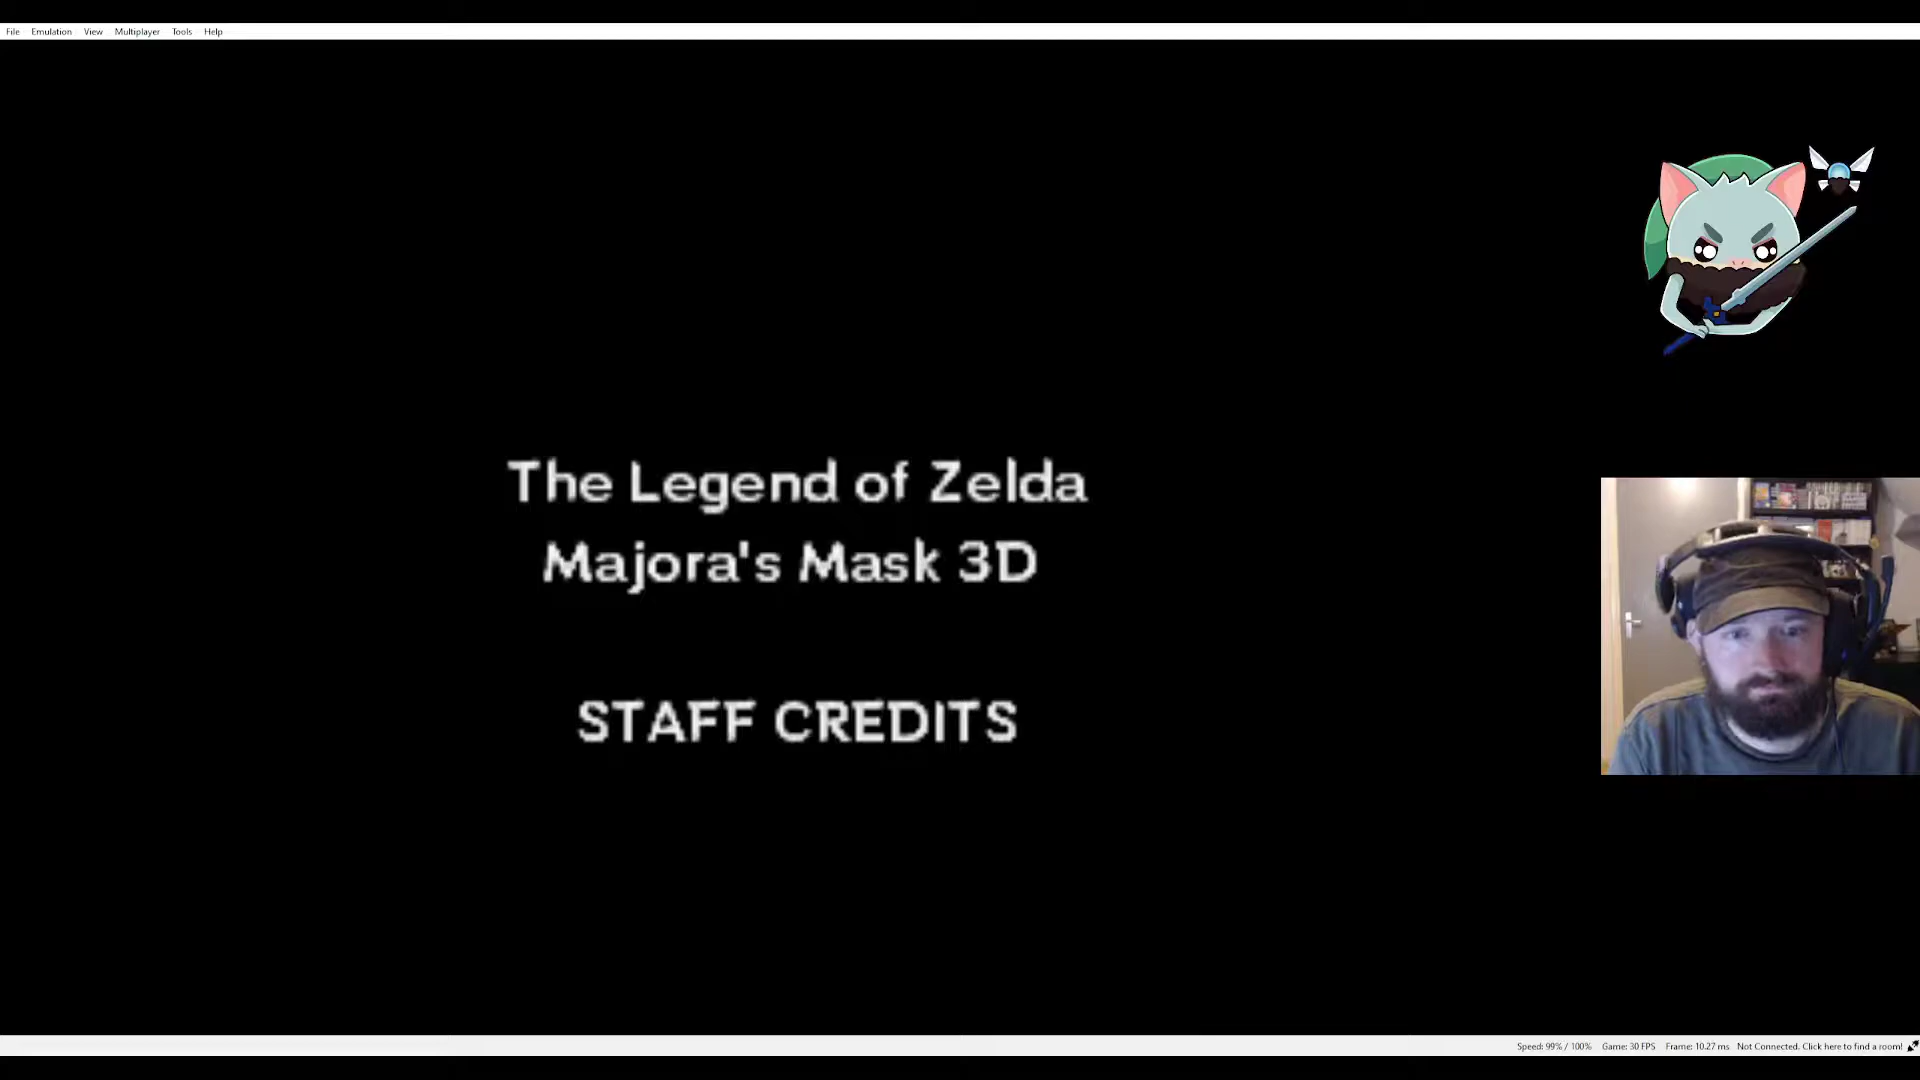 File Emulation View Multiplayer Tools Help
The Legend of Zelda
Majora's Mask 3D
STAFF CREDITS
Speed: 99% / 100% Game: 30 FPS Frame: 10.27 ms Not Connected. Click here to find a room!